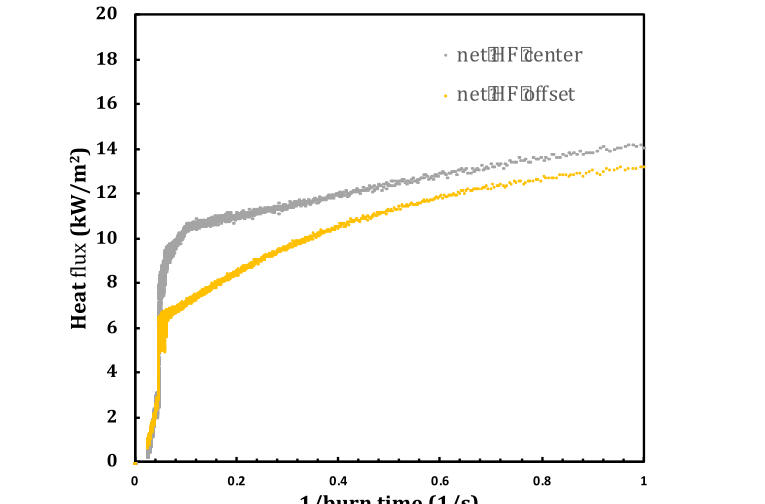 20
18
net HF center
16
net HF offset
14
12
10
8
6
4
2
0
Heat flux (kW/m²)
0 0.2 0.4 0.6 0.8 1
1/burn time (1/s)